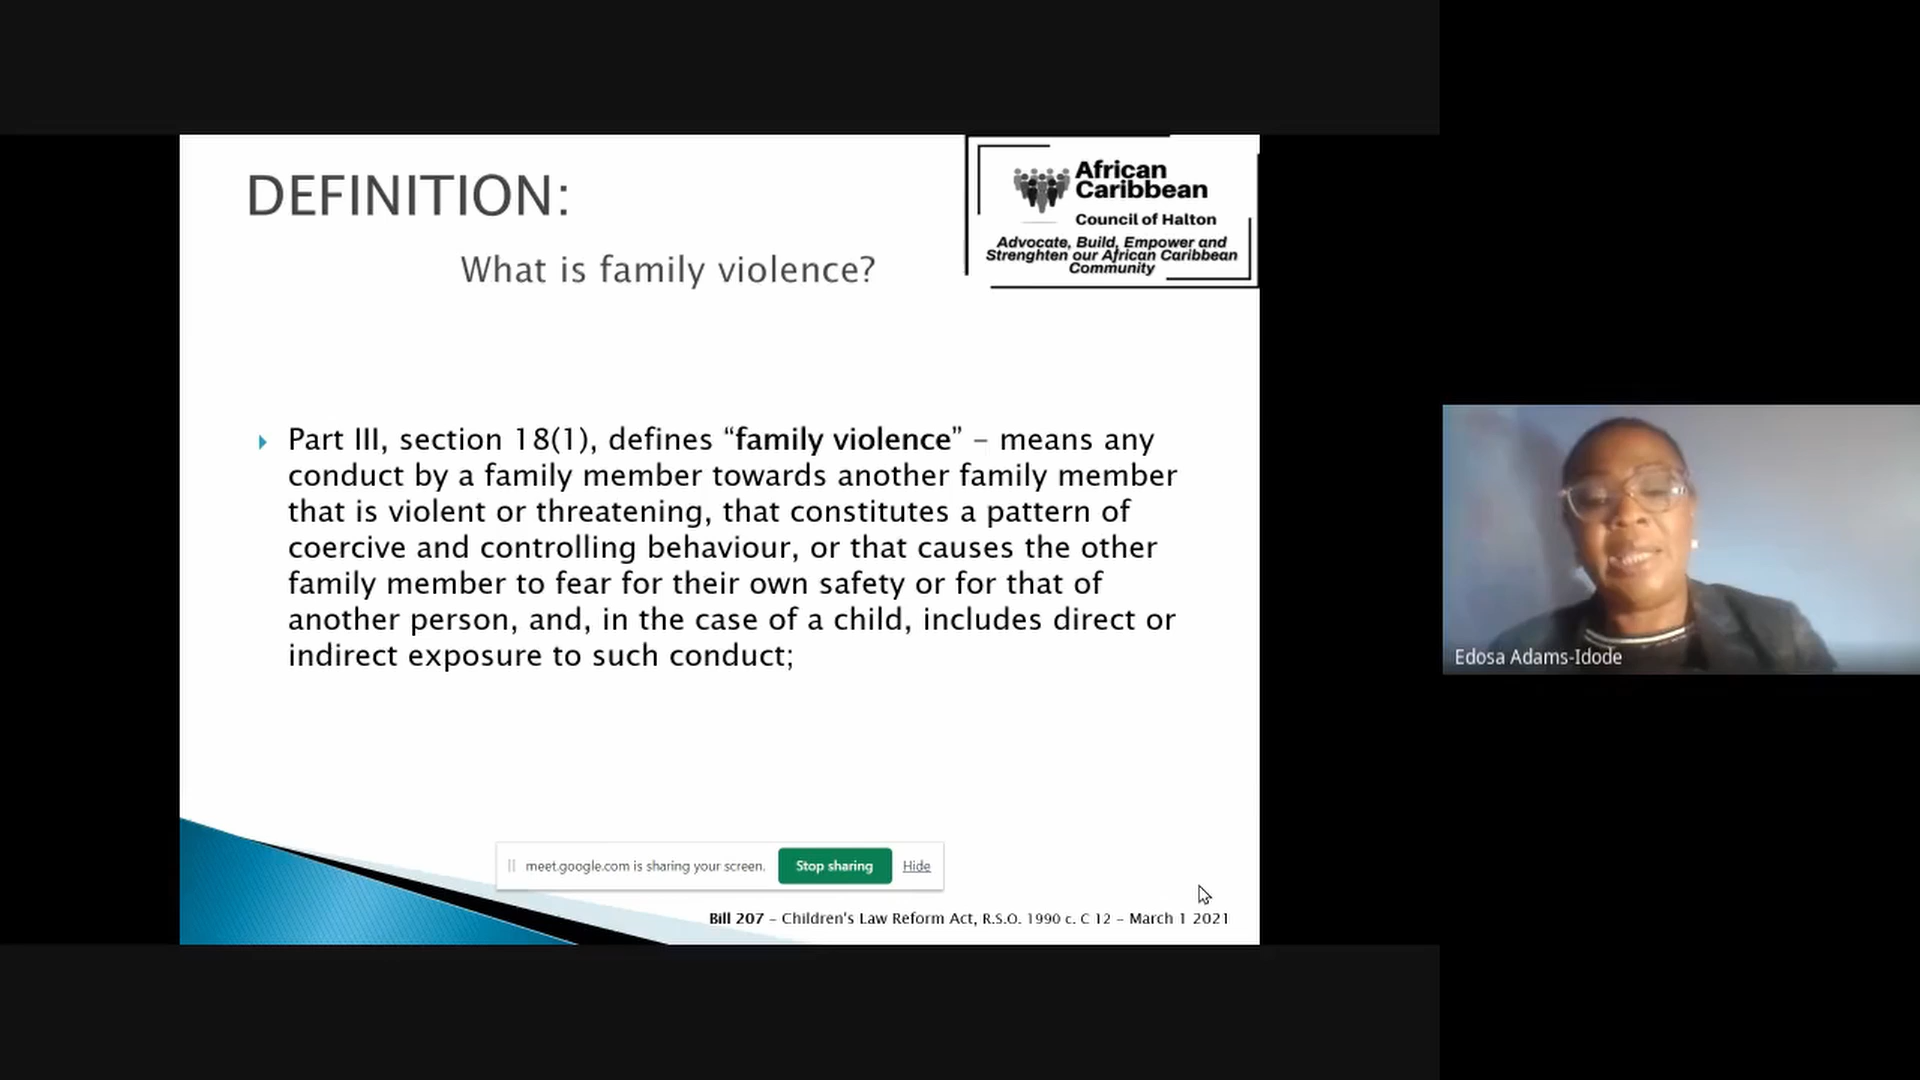 DEFINITION:
What is family violence?
African
Caribbean
Council of Halton
Advocate, Build, Empower and
Strenghten our African Caribbean
Community
Part III, section 18(1), defines “family violence” – means any
conduct by a family member towards another family member
that is violent or threatening, that constitutes a pattern of
coercive and controlling behaviour, or that causes the other
family member to fear for their own safety or for that of
another person, and, in the case of a child, includes direct or
indirect exposure to such conduct;
Edosa Adams-Idode
meet.google.com is sharing your screen. Stop sharing Hide
Bill 207 – Children’s Law Reform Act, R.S.O. 1990 c. C 12 – March 1 2021